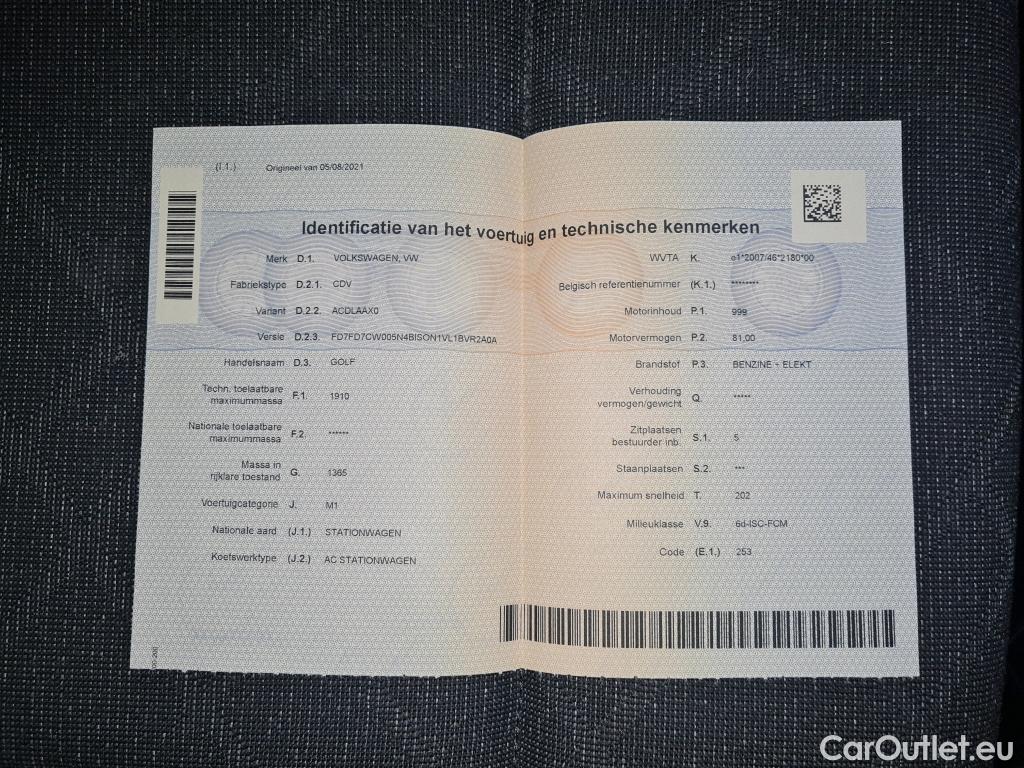 (I.1.) Origineel van 05/08/2021
Identificatie van het voertuig en technische kenmerken
Merk D.1. VOLKSWAGEN, VW
Fabriekstype D.2.1. CDV
Variant D.2.2. ACDLAAX0
Versie D.2.3. FD7FD7CW005N4BISON1VL1BVR2A0A
Handelsnaam D.3. GOLF
Techn. toelaatbare
maximummassa F.1. 1910
Nationale toelaatbare
maximummassa F.2. ******
Massa in
rijklare toestand G. 1365
Voertuigcategorie J. M1
Nationale aard (J.1.) STATIONWAGEN
Koetswerktype (J.2.) AC STATIONWAGEN
WVTA K. e1*2007/46*2180*00
Belgisch referentienummer (K.1.) ********
Motorinhoud P.1. 999
Motorvermogen P.2. 81,00
Brandstof P.3. BENZINE + ELEKT
Verhouding
vermogen/gewicht Q. *****
Zitplaatsen
bestuurder inb. S.1. 5
Staanplaatsen S.2. ***
Maximum snelheid T. 202
Milieuklasse V.9. 6d-ISC-FCM
Code (E.1.) 253
CarOutlet.eu